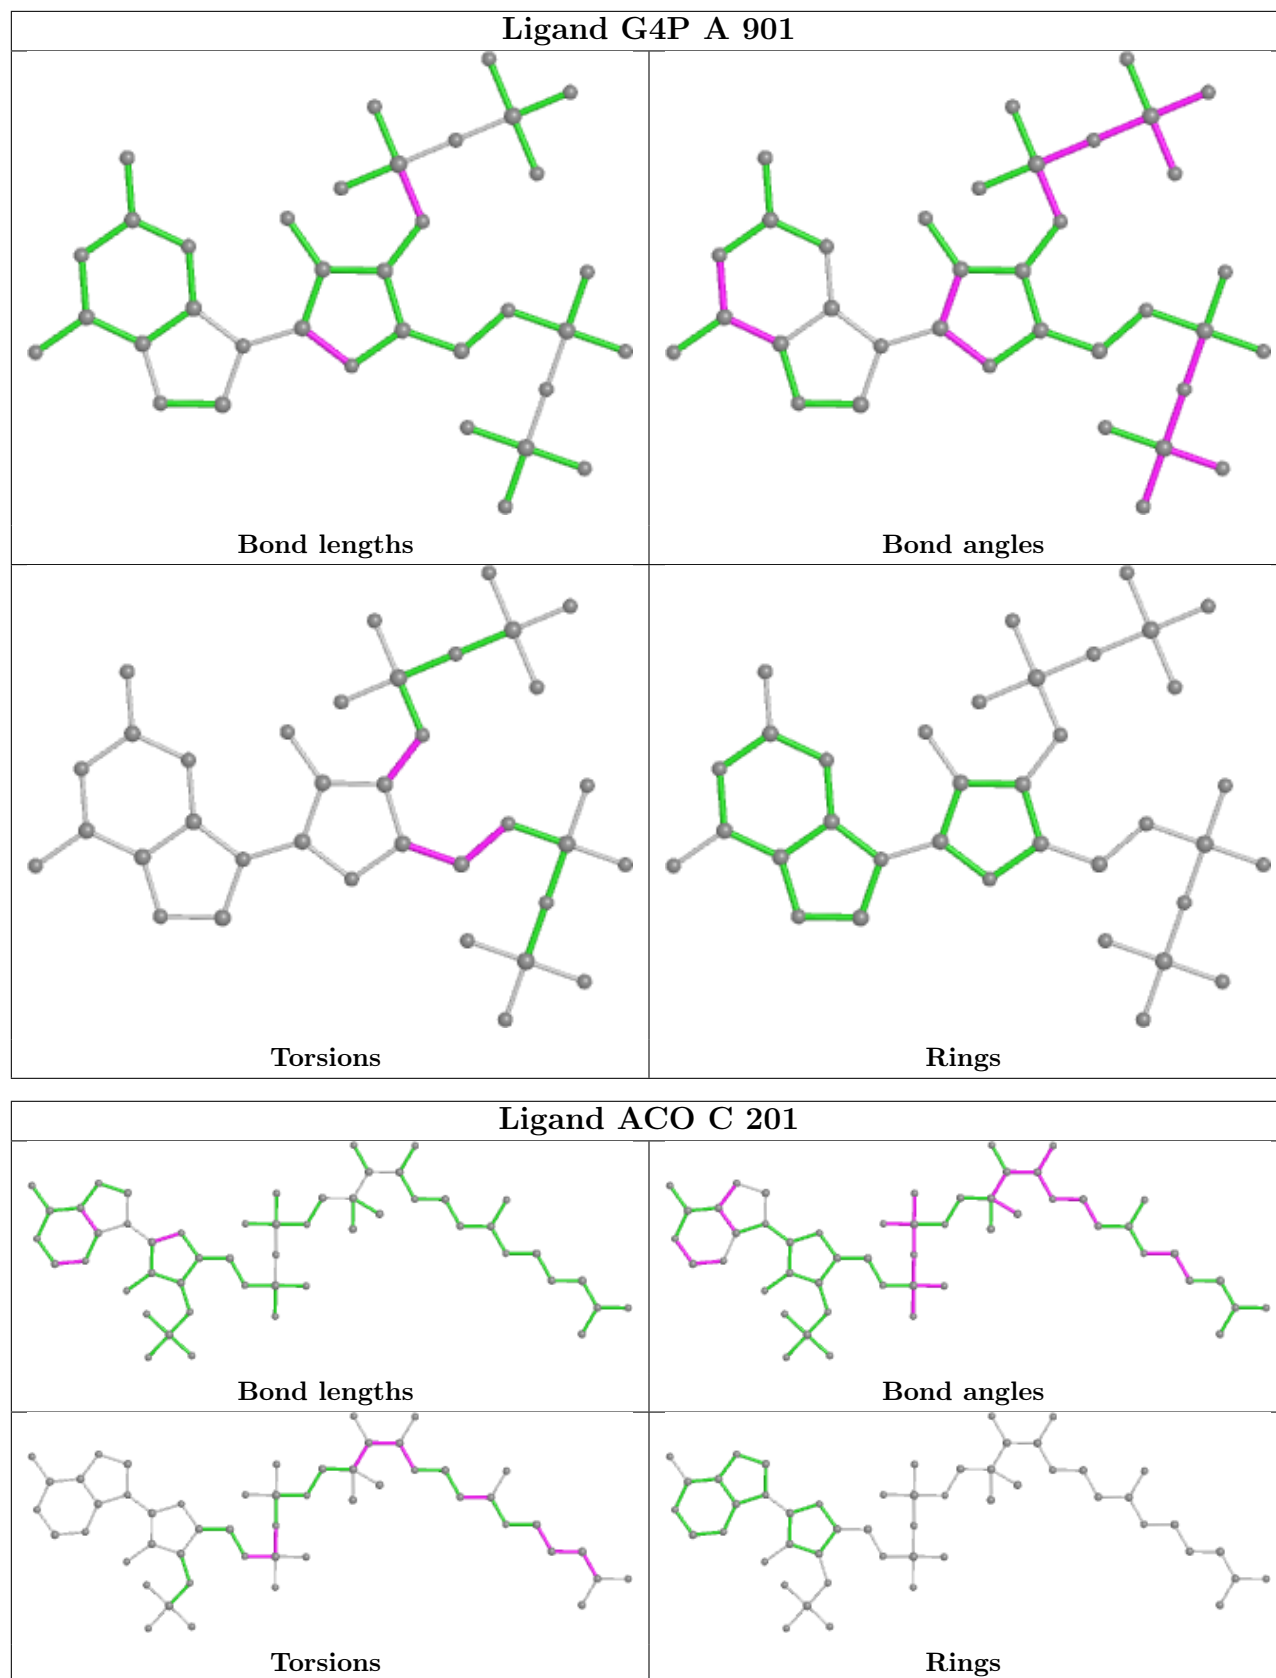 Ligand G4P A 901
Bond lengths
Bond angles
Torsions
Rings
Ligand ACO C 201
Bond lengths
Bond angles
Torsions
Rings